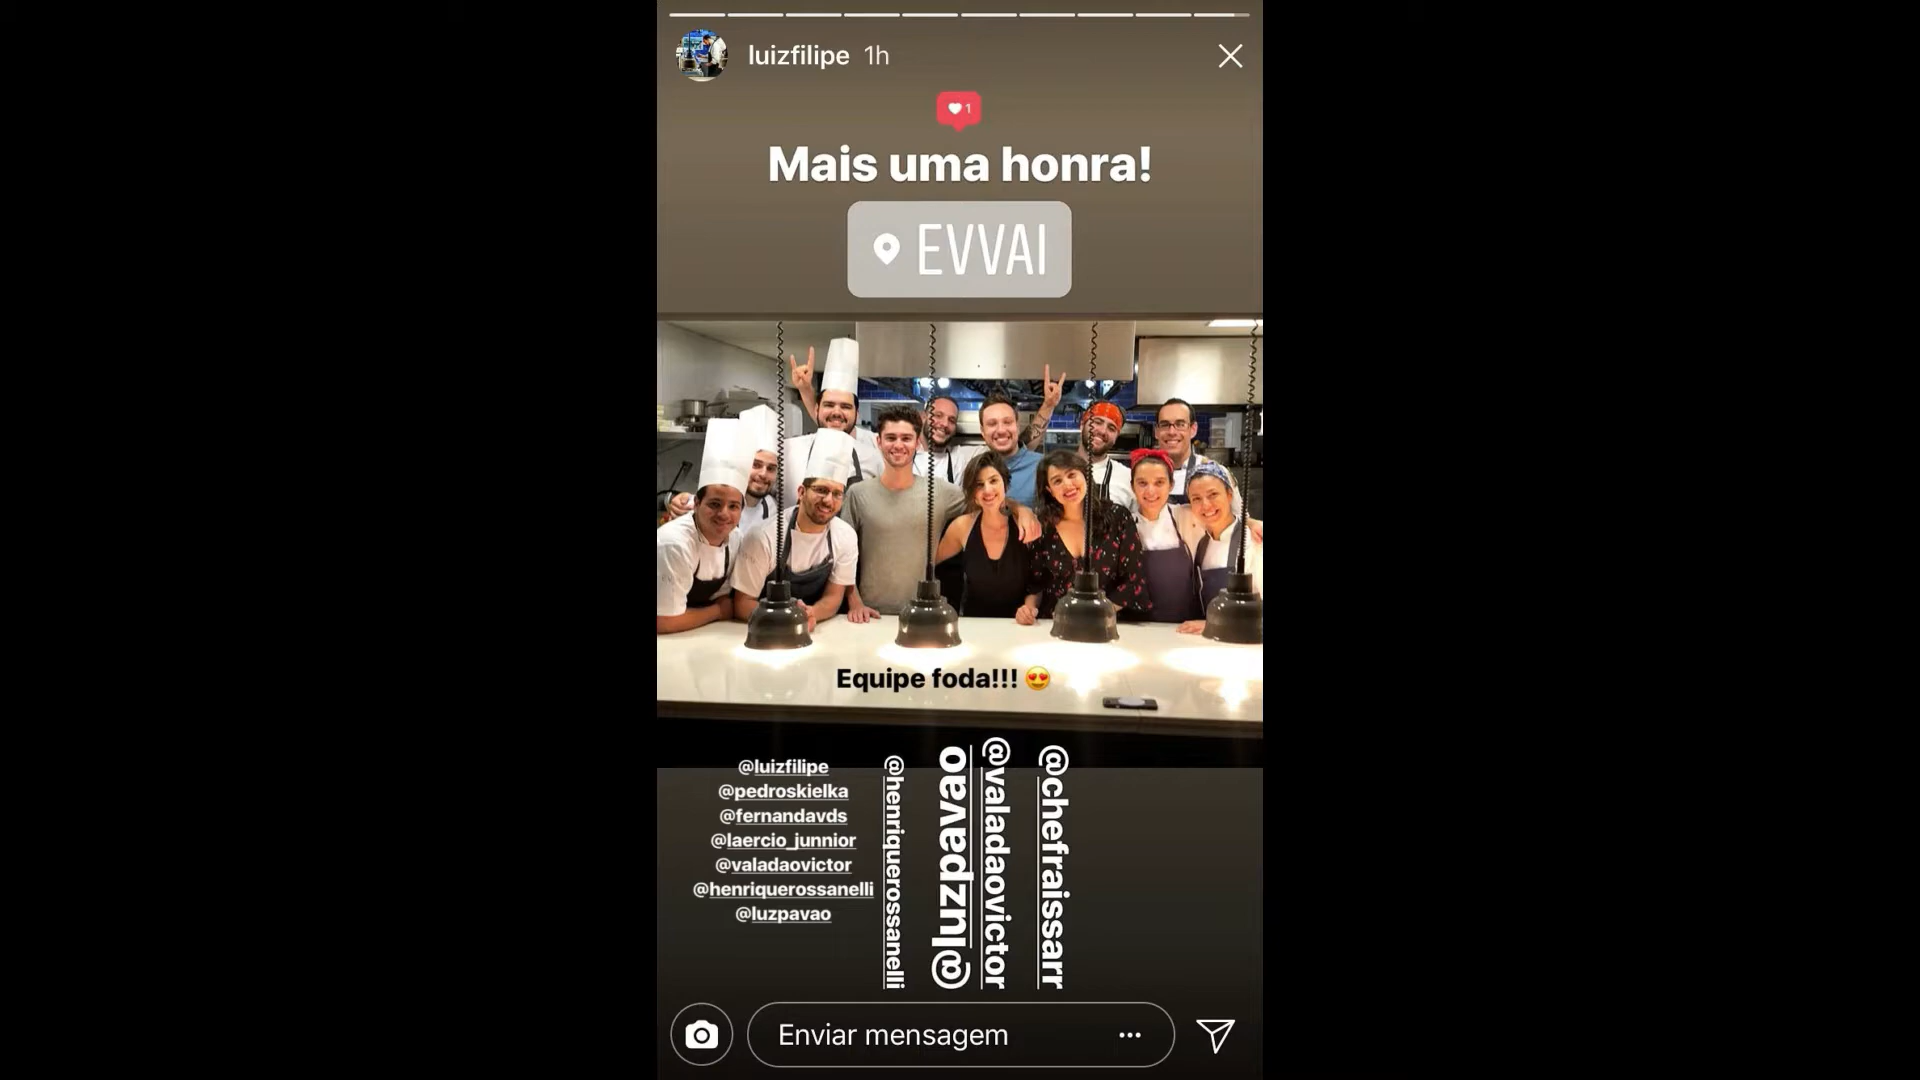 luizfilipe 1h
1
Mais uma honra!
EVVAI
Equipe foda!!! 😍
@luizfilipe
@pedroskielka
@fernandavds
@laercio_junnior
@valadaovictor
@henriquerossanelli
@luzpavao
@henriquerossanelli
@luzpavao
@valadaovictor
@chefraissarr
Enviar mensagem